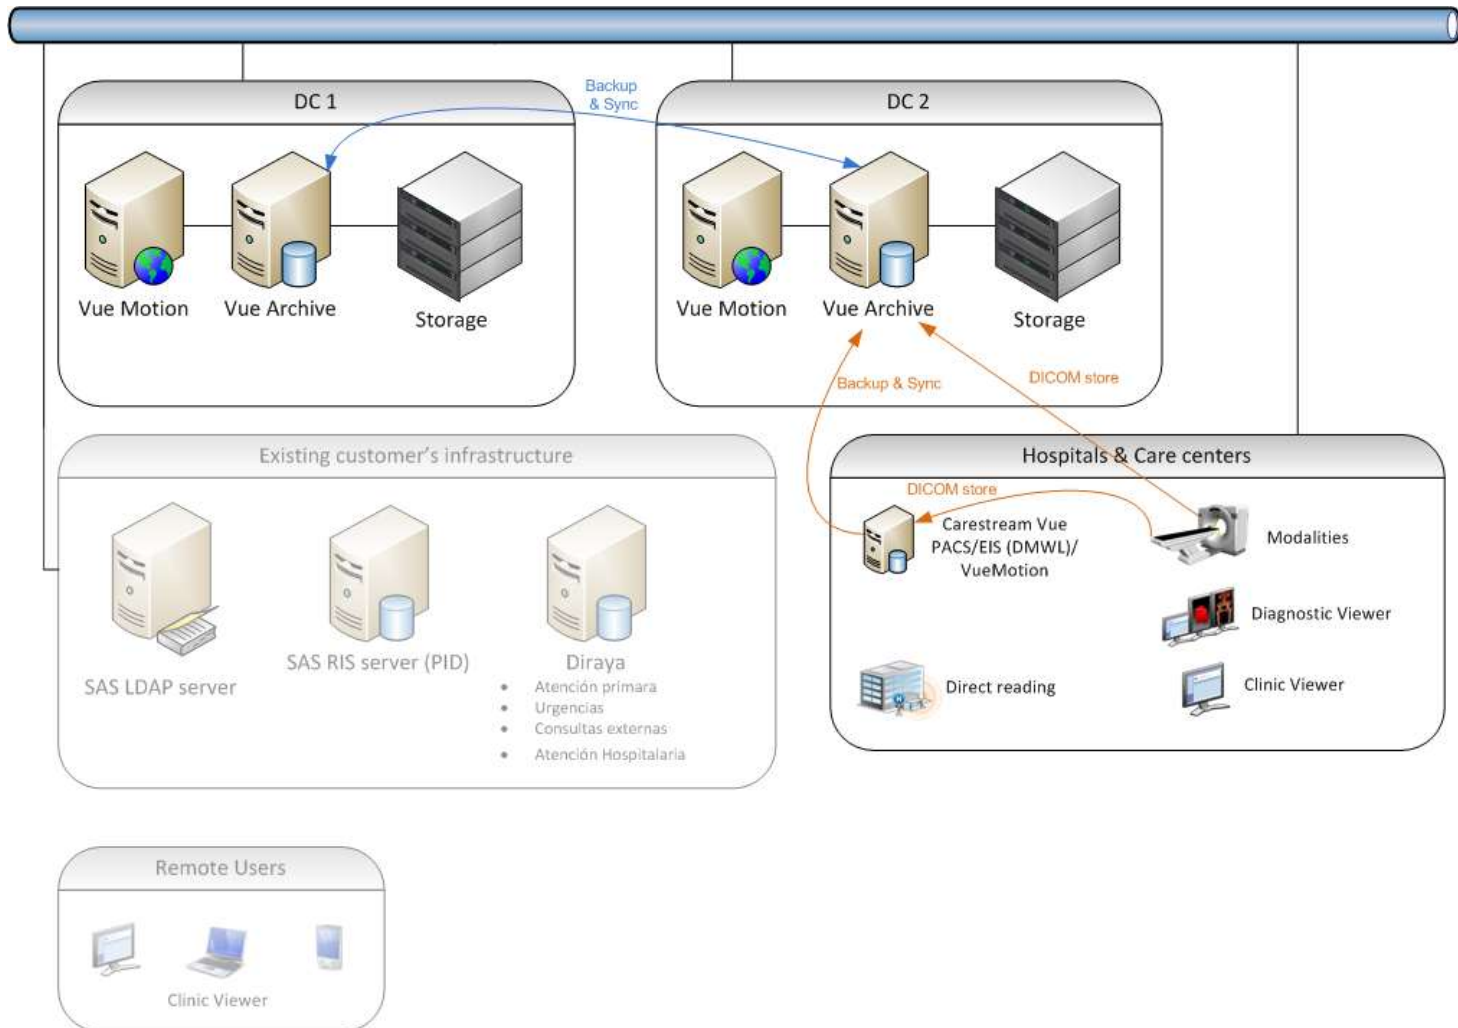 DC 1
Backup
& Sync
DC 2
Vue Motion
Vue Archive
Storage
Vue Motion
Vue Archive
Storage
Backup & Sync
DICOM store
Existing customer's infrastructure
SAS LDAP server
SAS RIS server (PID)
Diraya
• Atención primara
• Urgencias
• Consultas externas
• Atención Hospitalaria
Hospitals & Care centers
DICOM store
Carestream Vue
PACS/EIS (DMWL)/
VueMotion
Modalities
Diagnostic Viewer
Direct reading
Clinic Viewer
Remote Users
Clinic Viewer